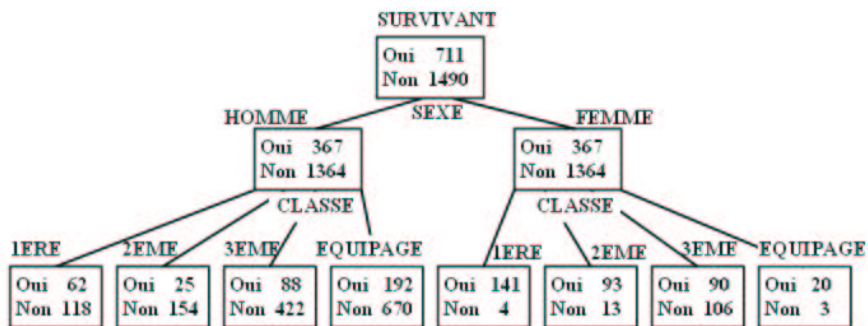 SURVIVANT
Oui 711
Non 1490
HOMME SEXE FEMME
Oui 367
Non 1364
Oui 367
Non 1364
CLASSE CLASSE
1ERE 2EME 3EME EQUIPAGE 1ERE 2EME 3EME EQUIPAGE
Oui 62
Non 118
Oui 25
Non 154
Oui 88
Non 422
Oui 192
Non 670
Oui 141
Non 4
Oui 93
Non 13
Oui 90
Non 106
Oui 20
Non 3